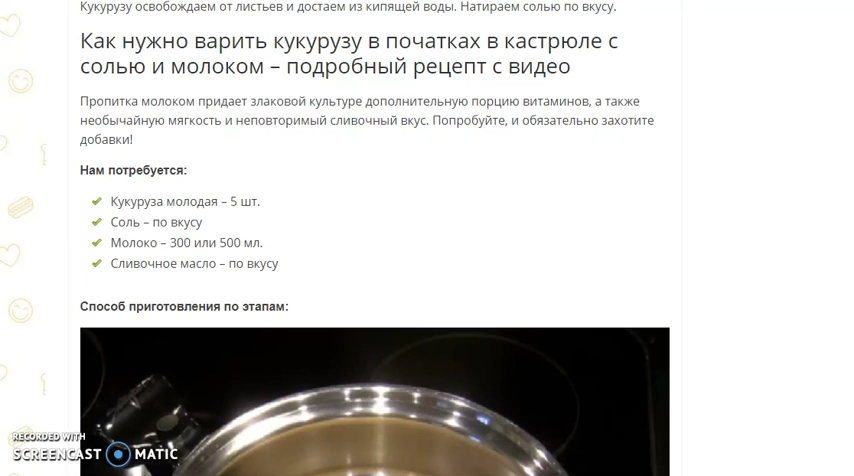 Кукурузу освобождаем от листьев и достаем из кипящей воды. Натираем солью по вкусу.
Как нужно варить кукурузу в початках в кастрюле с
солью и молоком – подробный рецепт с видео
Пропитка молоком придает злаковой культуре дополнительную порцию витаминов, а также
необычайную мягкость и неповторимый сливочный вкус. Попробуйте, и обязательно захотите
добавки!
Нам потребуется:
Кукуруза молодая – 5 шт.
Соль – по вкусу
Молоко – 300 или 500 мл.
Сливочное масло – по вкусу
Способ приготовления по этапам:
RECORDED WITH
SCREENCAST MATIC